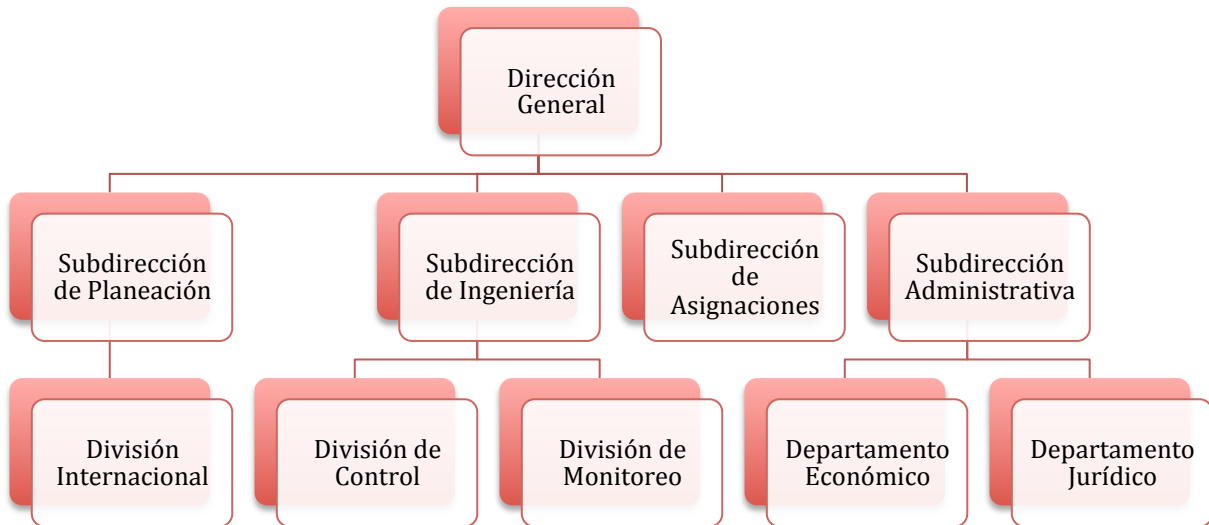 Dirección
General
Subdirección
de Planeación
Subdirección
de Ingeniería
Subdirección
de
Asignaciones
Subdirección
Administrativa
División
Internacional
División de
Control
División de
Monitoreo
Departamento
Económico
Departamento
Jurídico